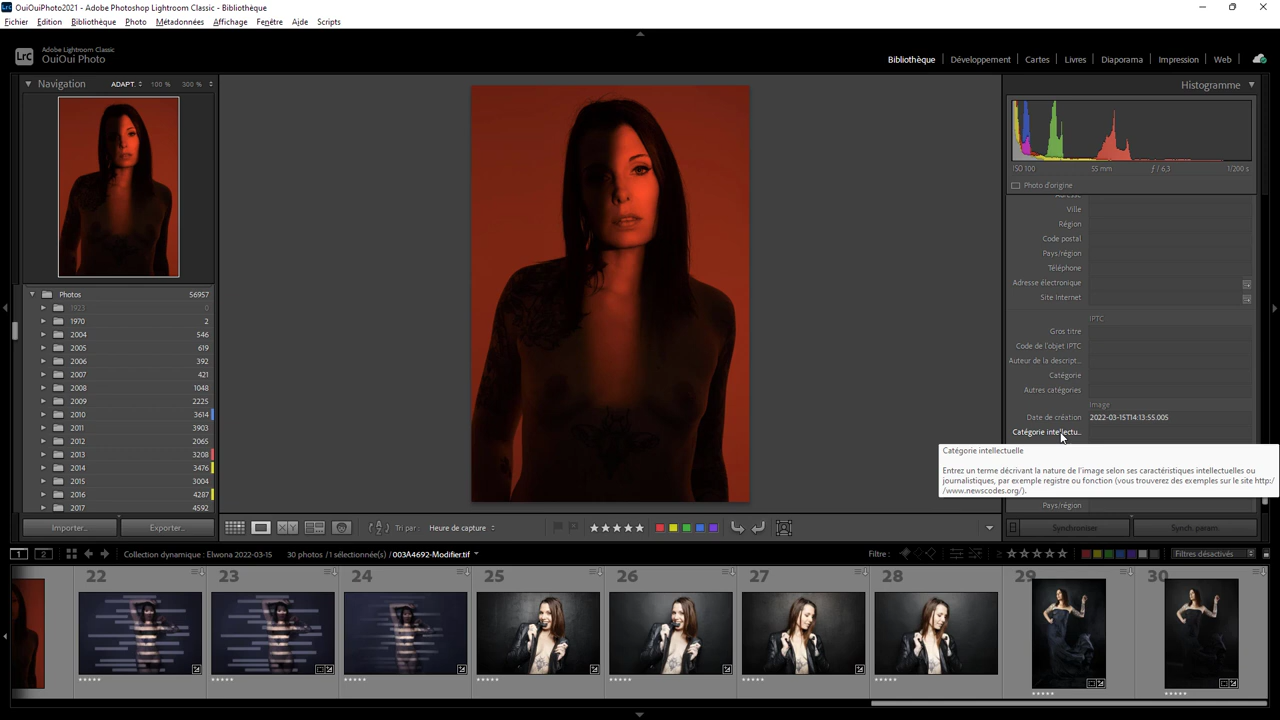 OuiOuiPhoto2021 - Adobe Photoshop Lightroom Classic - Bibliothèque
Fichier Edition Bibliothèque Photo Métadonnées Affichage Fenêtre Aide Scripts
Lrc
Adobe Lightroom Classic
OuiOui Photo
Bibliothèque Développement Cartes Livres Diaporama Impression Web
Navigation ADAPT. 100 % 300 %
Histogramme
ISO 100 55 mm ƒ / 6,3 1/200 s
Photo d'origine
Adresse
Ville
Région
Code postal
Pays/région
Téléphone
Adresse électronique
Site Internet
IPTC
Gros titre
Code de l'objet IPTC
Auteur de la descript...
Catégorie
Autres catégories
Image
Date de création 2022-03-15T14:13:55.005
Catégorie intellectu...
Catégorie intellectuelle
Entrez un terme décrivant la nature de l'image selon ses caractéristiques intellectuelles ou
journalistiques, par exemple registre ou fonction (vous trouverez des exemples sur le site http:/
/www.newscodes.org/).
Pays/région
Photos 56957
1923 0
1970 2
2004 546
2005 619
2006 392
2007 421
2008 1048
2009 2225
2010 3614
2011 3903
2012 2065
2013 3208
2014 3476
2015 3004
2016 4287
2017 4592
Importer... Exporter...
XY
Tri par : Heure de capture
Synchroniser Synch. param.
1 2 Collection dynamique : Elwona 2022-03-15 30 photos /1 sélectionnée(s) /003A4692-Modifier.tif
Filtre : Filtres désactivés
22 23 24 25 26 27 28 29 30